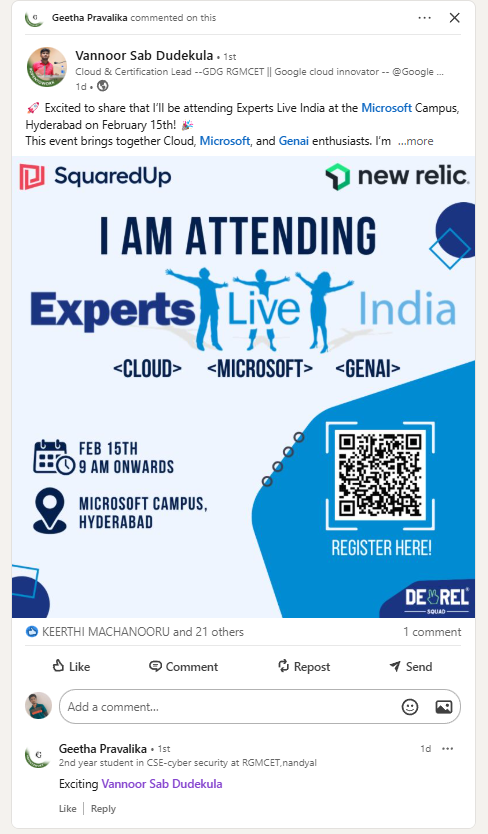 Geetha Pravalika commented on this
Vannoor Sab Dudekula • 1st
Cloud & Certification Lead --GDG RGMCET || Google cloud innovator -- @Google ...
1d •
🚀 Excited to share that I'll be attending Experts Live India at the Microsoft Campus,
Hyderabad on February 15th! 🎉
This event brings together Cloud, Microsoft, and Genai enthusiasts. I'm ...more
SquaredUp
new relic.
I AM ATTENDING
Experts Live India
<CLOUD> <MICROSOFT> <GENAI>
FEB 15TH
9 AM ONWARDS
MICROSOFT CAMPUS,
HYDERABAD
REGISTER HERE!
DEVREL
SQUAD
KEERTHI MACHANOORU and 21 others
1 comment
Like Comment Repost Send
Add a comment...
Geetha Pravalika • 1st
1d
2nd year student in CSE-cyber security at RGMCET,nandyal
Exciting Vannoor Sab Dudekula
Like | Reply